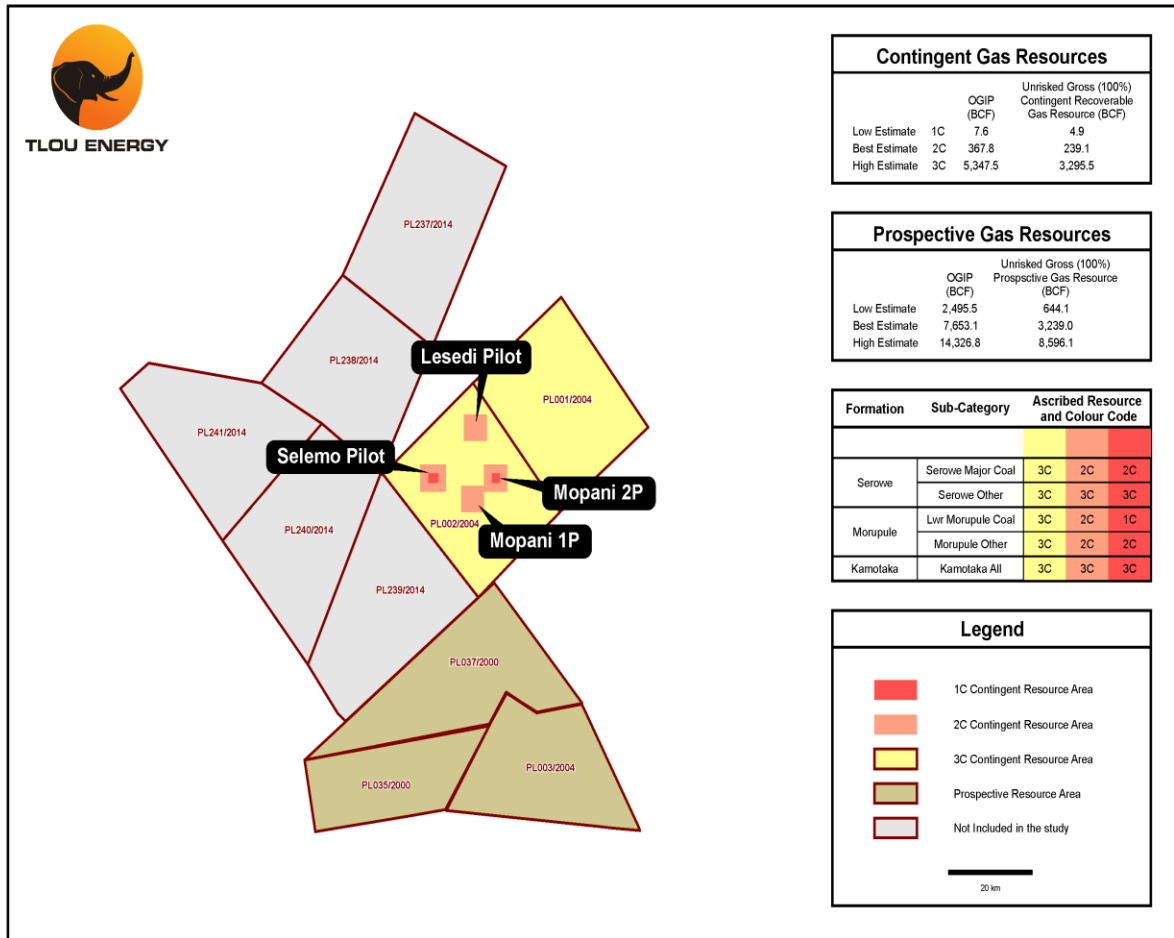 TLOU ENERGY
PL237/2014
PL238/2014
Lesedi Pilot
PL001/2004
PL241/2014
Selemo Pilot
Mopani 2P
PL002/2004
PL240/2014
Mopani 1P
PL239/2014
PL037/2000
PL003/2004
PL035/2000
Contingent Gas Resources
Unrisked Gross (100%)
OGIP Contingent Recoverable
(BCF) Gas Resource (BCF)
Low Estimate 1C 7.6 4.9
Best Estimate 2C 367.8 239.1
High Estimate 3C 5,347.5 3,295.5
Prospective Gas Resources
Unrisked Gross (100%)
OGIP Prospsctive Gas Resource
(BCF) (BCF)
Low Estimate 2,495.5 644.1
Best Estimate 7,653.1 3,239.0
High Estimate 14,326.8 8,596.1
Formation Sub-Category Ascribed Resource
and Colour Code
Serowe Serowe Major Coal 3C 2C 2C
Serowe Other 3C 3C 3C
Morupule Lwr Morupule Coal 3C 2C 1C
Morupule Other 3C 2C 2C
Kamotaka Kamotaka All 3C 3C 3C
Legend
1C Contingent Resource Area
2C Contingent Resource Area
3C Contingent Resource Area
Prospective Resource Area
Not Included in the study
20 km